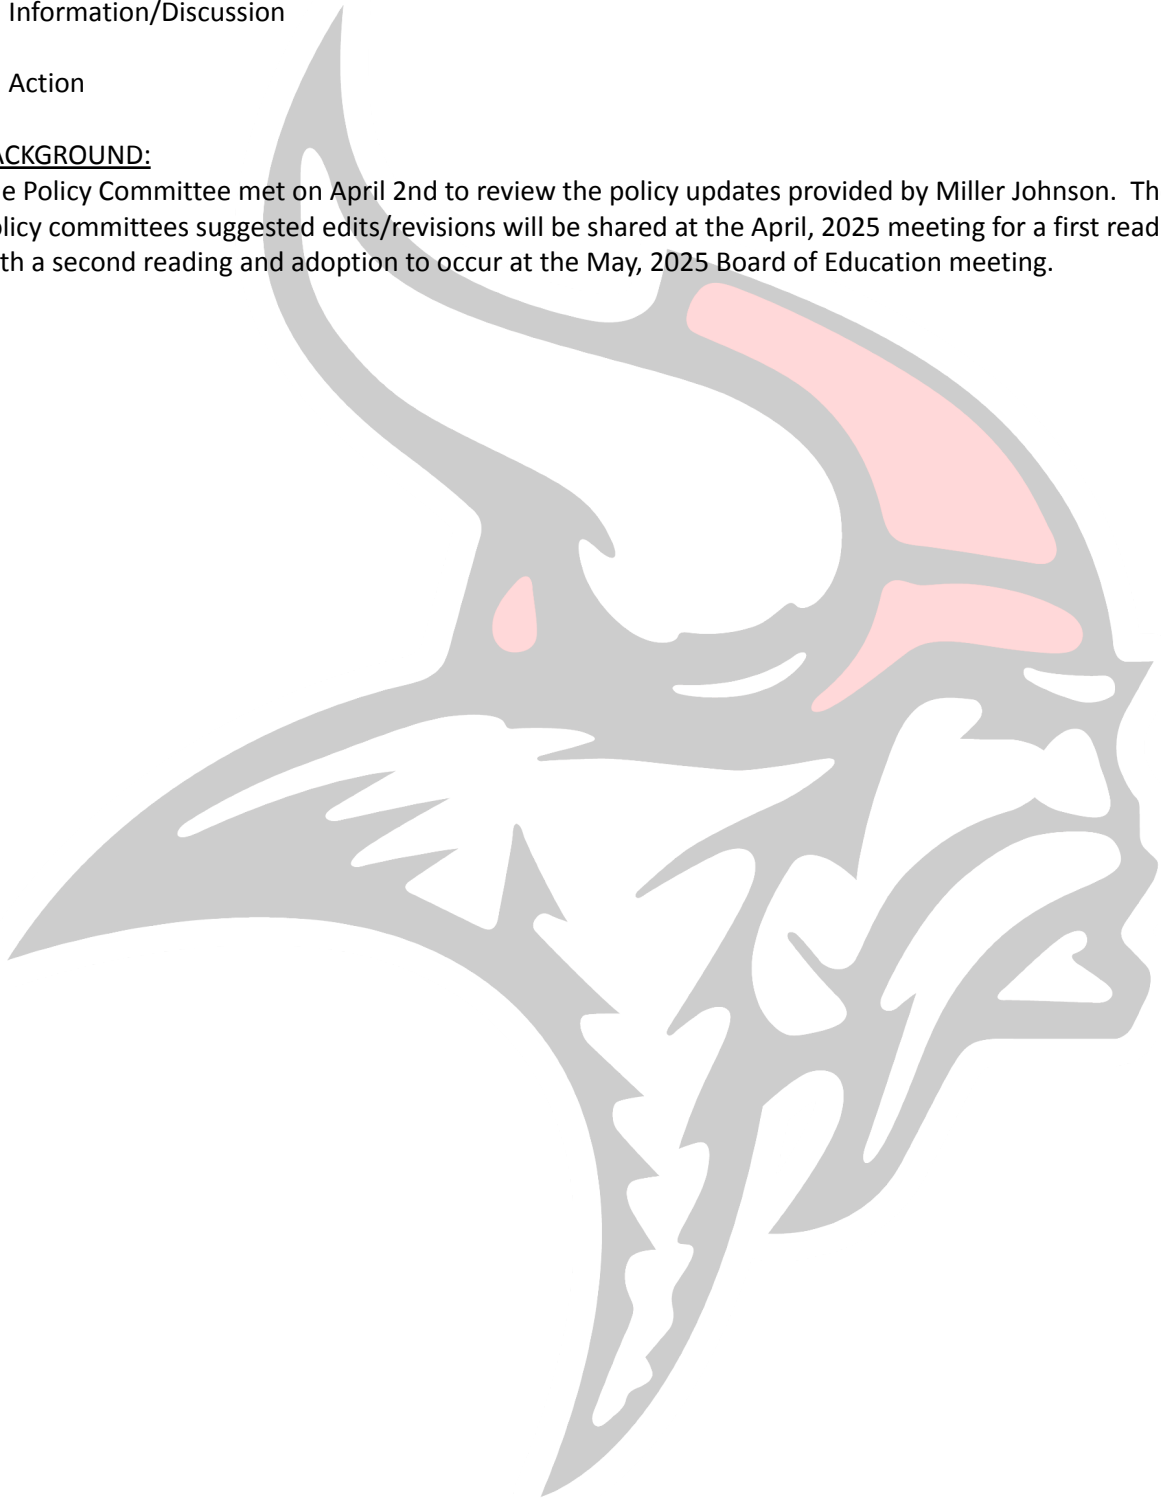 Information/Discussion
Action
ACKGROUND:
e Policy Committee met on April 2nd to review the policy updates provided by Miller Johnson. Th
olicy committees suggested edits/revisions will be shared at the April, 2025 meeting for a first read
th a second reading and adoption to occur at the May, 2025 Board of Education meeting.